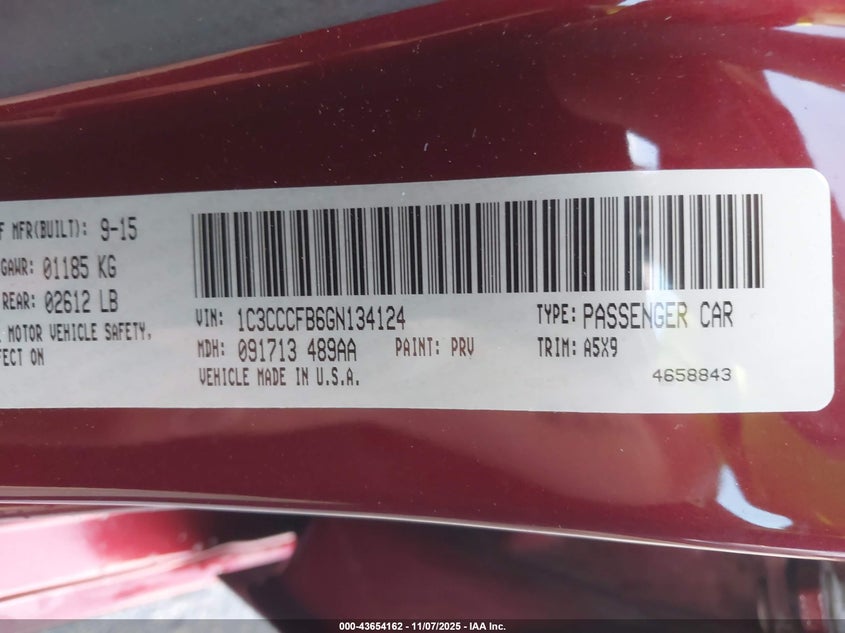 F MFR(BUILT): 9-15
GAWR: 01185 KG
REAR: 02612 LB
MOTOR VEHICLE SAFETY,
FECT ON
VIN: 1C3CCCFB6GN134124 TYPE: PASSENGER CAR
MDH: 091713 489AA PAINT: PRV TRIM: A5X9
VEHICLE MADE IN U.S.A. 4658843
000-43654162 - 11/07/2025 - IAA Inc.